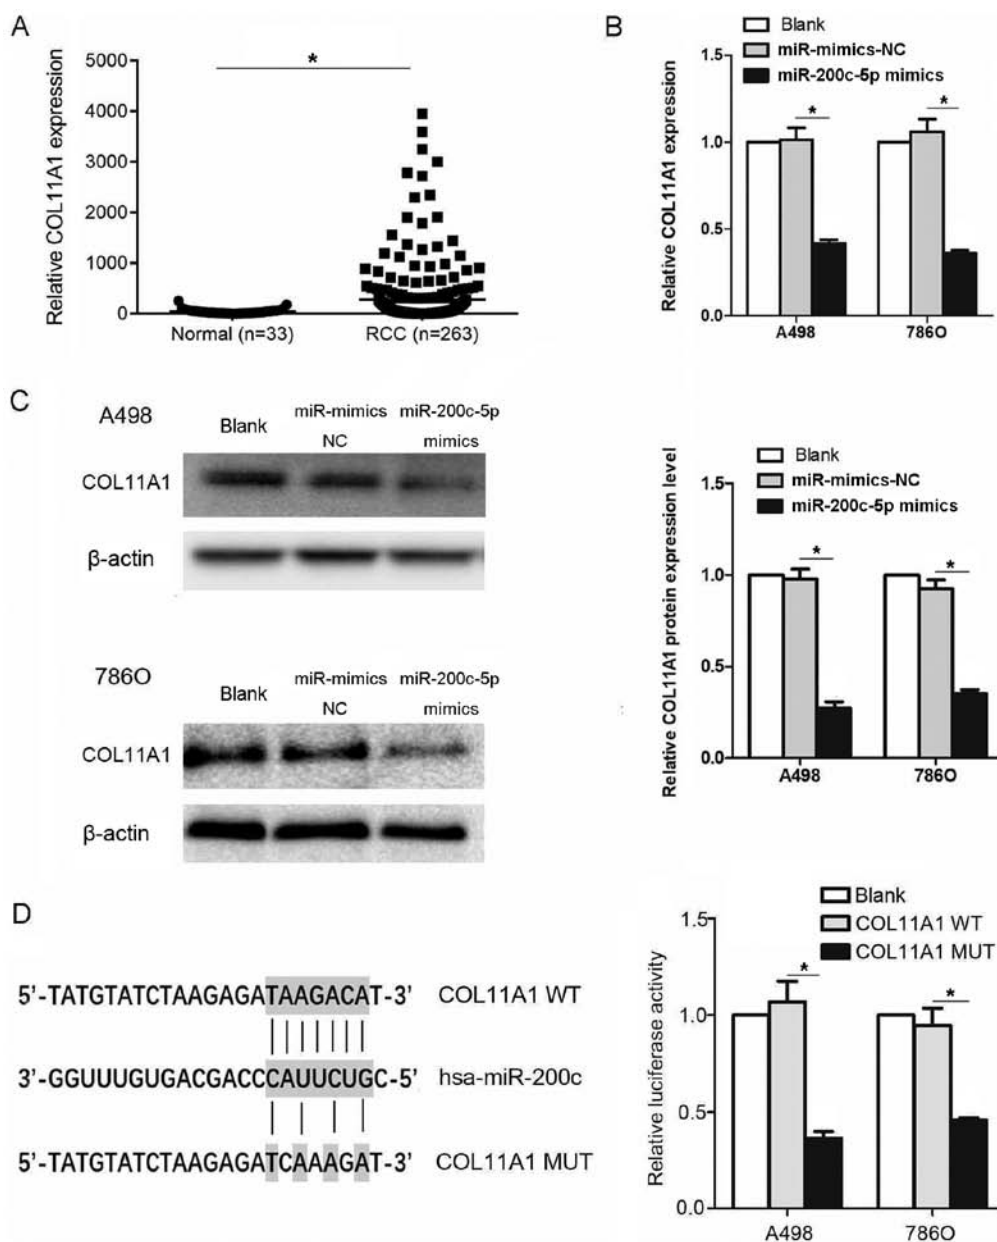 A
Relative COL11A1 expression
5000
4000
3000
2000
1000
0
*
Normal (n=33)
RCC (n=263)
B
Blank
miR-mimics-NC
miR-200c-5p mimics
Relative COL11A1 expression
1.5
1.0
0.5
0.0
*
*
A498
786O
C
A498
Blank
miR-mimics
NC
miR-200c-5p
mimics
COL11A1
β-actin
786O
Blank
miR-mimics
NC
miR-200c-5p
mimics
COL11A1
β-actin
Blank
miR-mimics-NC
miR-200c-5p mimics
Relative COL11A1 protein expression level
1.5
1.0
0.5
0.0
*
*
A498
786O
D
5'-TATGTATCTAAGAGATAAGACAT-3' COL11A1 WT
3'-GGUUUGUGACGACCCAUUCUGC-5' hsa-miR-200c
5'-TATGTATCTAAGAGATCAAAGAT-3' COL11A1 MUT
Blank
COL11A1 WT
COL11A1 MUT
Relative luciferase activity
1.5
1.0
0.5
0.0
*
*
A498
786O